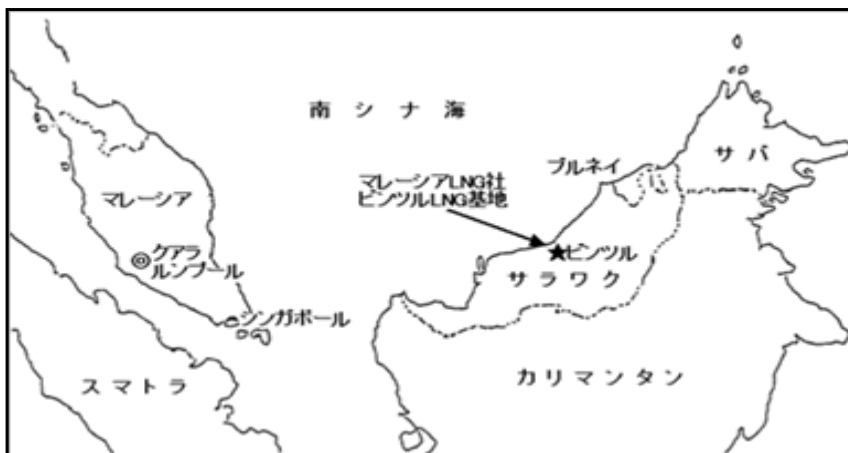 南シナ海
サバ
ブルネイ
マレーシアLNG社
ビンツルLNG基地
マレーシア
ビンツル
クアラ
ルンプール
サラワク
シンガポール
スマトラ
カリマンタン